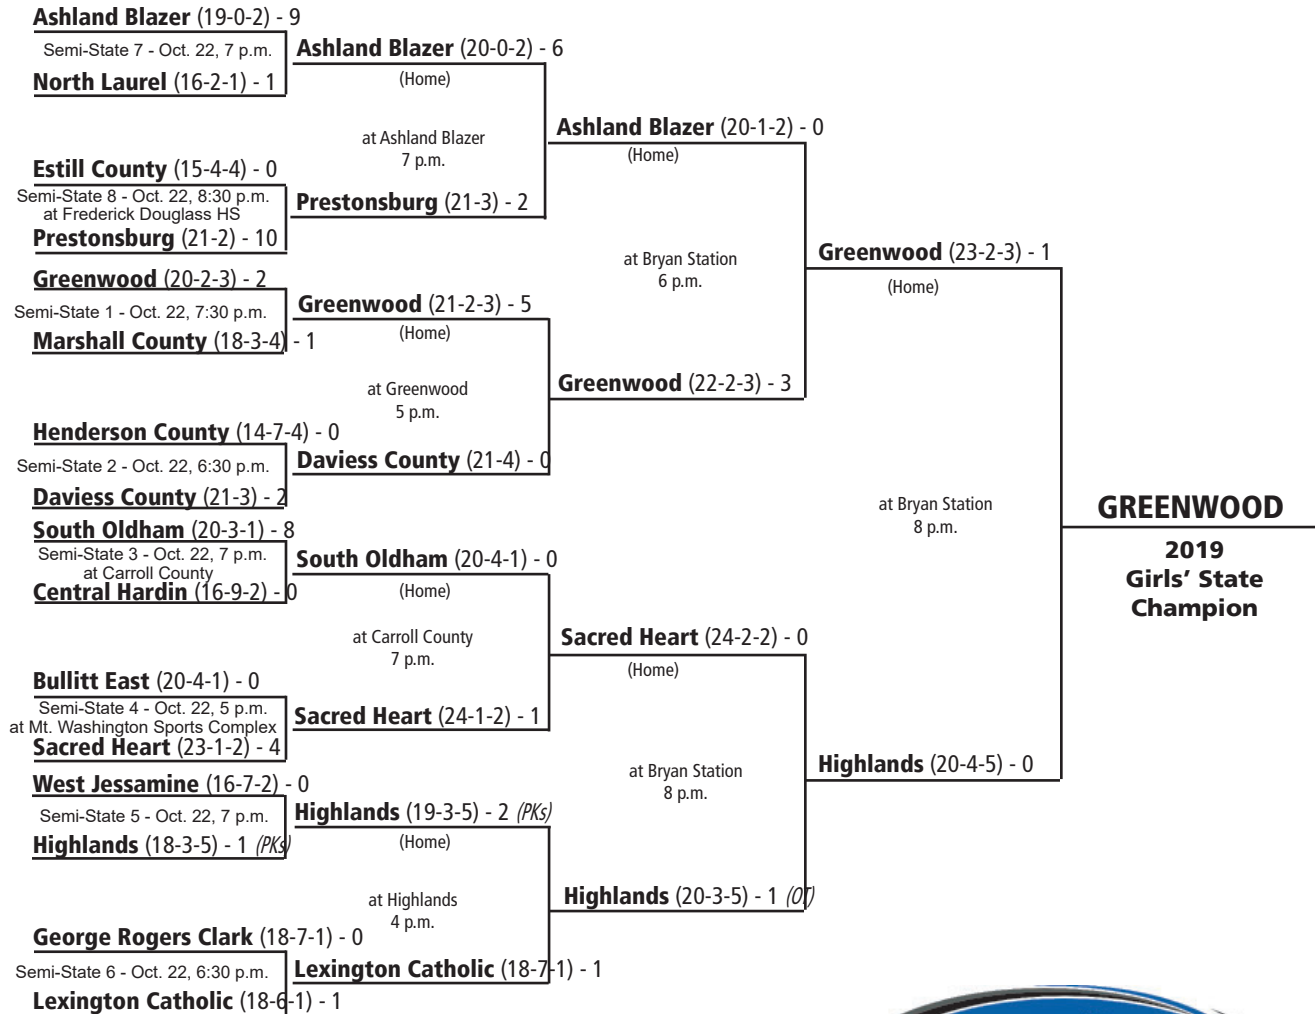 Ashland Blazer (19-0-2) - 9
Semi-State 7 - Oct. 22, 7 p.m.
North Laurel (16-2-1) - 1
Estill County (15-4-4) - 0
Semi-State 8 - Oct. 22, 8:30 p.m.
at Frederick Douglass HS
Prestonsburg (21-2) - 10
Greenwood (20-2-3) - 2
Semi-State 1 - Oct. 22, 7:30 p.m.
Marshall County (18-3-4) - 1
Henderson County (14-7-4) - 0
Semi-State 2 - Oct. 22, 6:30 p.m.
Daviess County (21-3) - 2
South Oldham (20-3-1) - 8
Semi-State 3 - Oct. 22, 7 p.m.
at Carroll County
Central Hardin (16-9-2) - 0
Bullitt East (20-4-1) - 0
Semi-State 4 - Oct. 22, 5 p.m.
at Mt. Washington Sports Complex
Sacred Heart (23-1-2) - 4
West Jessamine (16-7-2) - 0
Semi-State 5 - Oct. 22, 7 p.m.
Highlands (18-3-5) - 1 (PKs)
George Rogers Clark (18-7-1) - 0
Semi-State 6 - Oct. 22, 6:30 p.m.
Lexington Catholic (18-6-1) - 1
Ashland Blazer (20-0-2) - 6
(Home)
at Ashland Blazer
7 p.m.
Prestonsburg (21-3) - 2
Greenwood (21-2-3) - 5
(Home)
at Greenwood
5 p.m.
Daviess County (21-4) - 0
South Oldham (20-4-1) - 0
(Home)
at Carroll County
7 p.m.
Sacred Heart (24-1-2) - 1
Highlands (19-3-5) - 2 (PKs)
(Home)
at Highlands
4 p.m.
Lexington Catholic (18-7-1) - 1
Ashland Blazer (20-1-2) - 0
(Home)
at Bryan Station
6 p.m.
Greenwood (22-2-3) - 3
Sacred Heart (24-2-2) - 0
(Home)
at Bryan Station
8 p.m.
Highlands (20-3-5) - 1 (OT)
Greenwood (23-2-3) - 1
(Home)
at Bryan Station
8 p.m.
Highlands (20-4-5) - 0
GREENWOOD
2019
Girls’ State
Champion